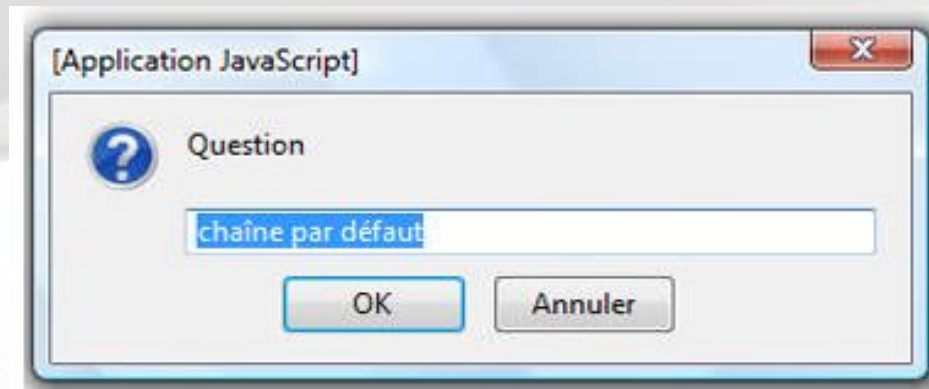 [Application JavaScript]
Question
chaîne par défaut
OK Annuler